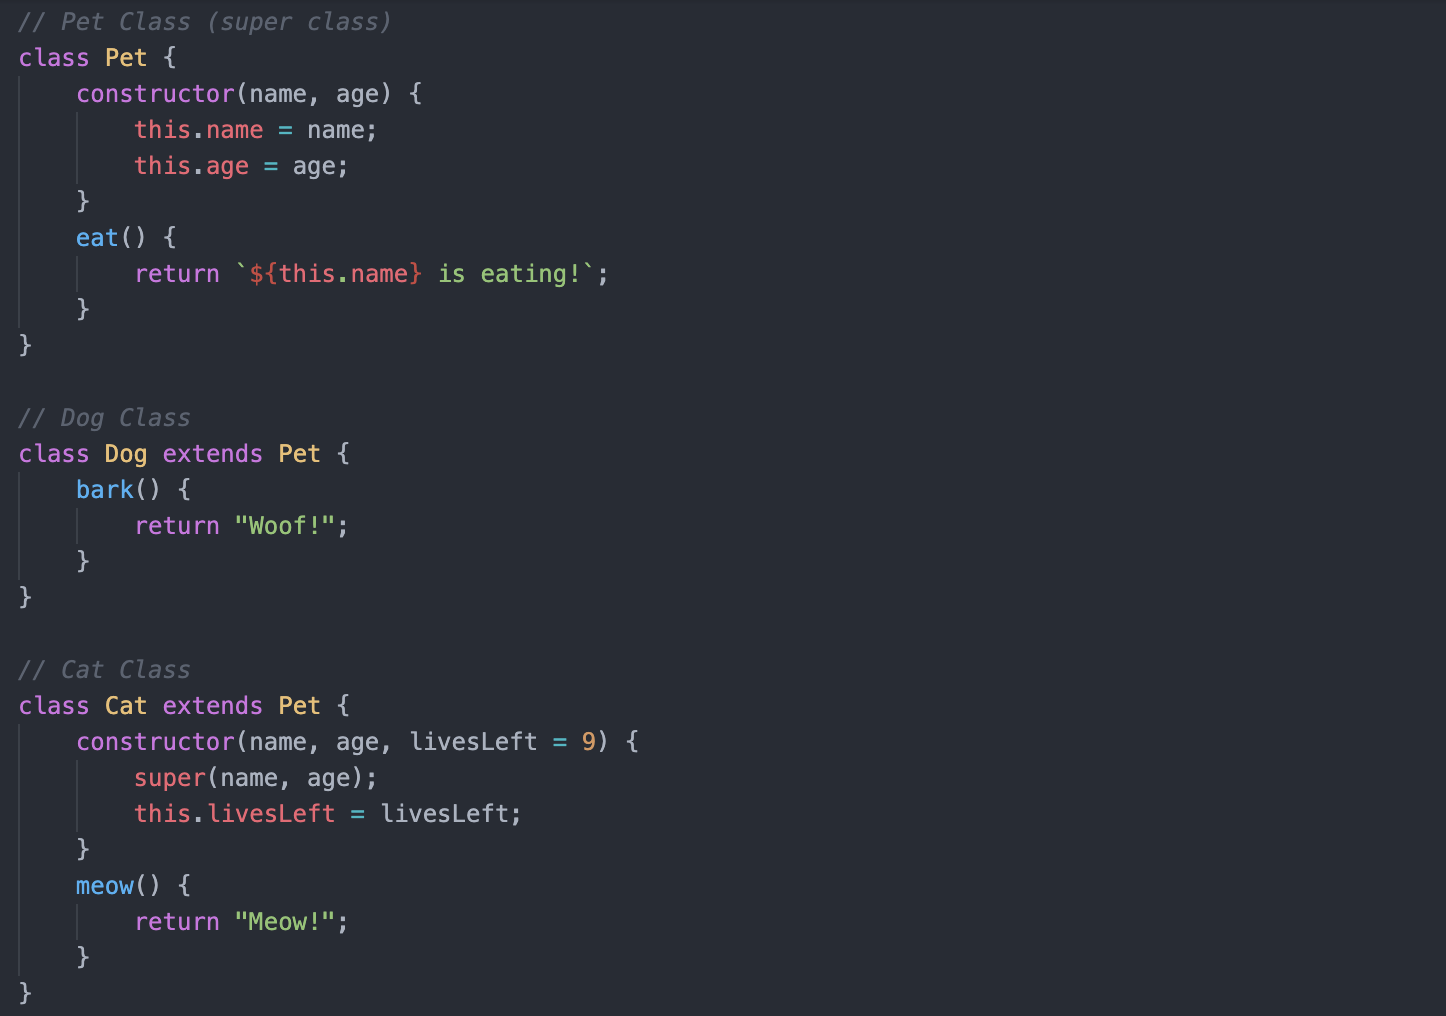 // Pet Class (super class)
class Pet {
    constructor(name, age) {
        this.name = name;
        this.age = age;
    }
    eat() {
        return `${this.name} is eating!`;
    }
}

// Dog Class
class Dog extends Pet {
    bark() {
        return "Woof!";
    }
}

// Cat Class
class Cat extends Pet {
    constructor(name, age, livesLeft = 9) {
        super(name, age);
        this.livesLeft = livesLeft;
    }
    meow() {
        return "Meow!";
    }
}